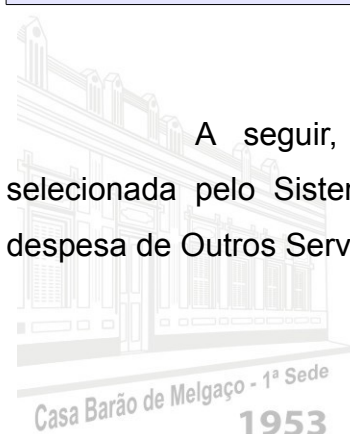 A seguir,
selecionada pelo Sister
despesa de Outros Serv
Casa Barão de Melgaço - 1ª Sede
1953